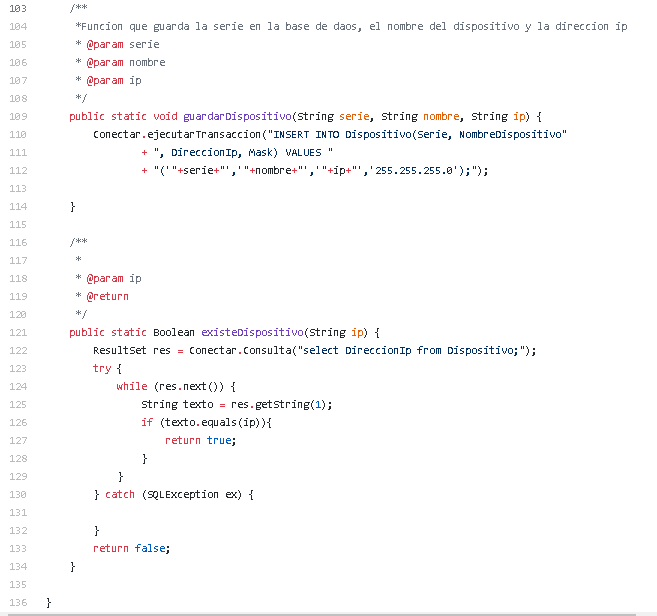 103 /**
104 *Funcion que guarda la serie en la base de daos, el nombre del dispositivo y la direccion ip
105 * @param serie
106 * @param nombre
107 * @param ip
108 */
109 public static void guardarDispositivo(String serie, String nombre, String ip) {
110 Conectar.ejecutarTransaccion("INSERT INTO Dispositivo(Serie, NombreDispositivo"
111 + ", DireccionIp, Mask) VALUES "
112 + "('"+serie+"','"+nombre+"','"+ip+"','255.255.255.0');");
113
114 }
115
116 /**
117 *
118 * @param ip
119 * @return
120 */
121 public static Boolean existeDispositivo(String ip) {
122 ResultSet res = Conectar.Consulta("select DireccionIp from Dispositivo;");
123 try {
124 while (res.next()) {
125 String texto = res.getString(1);
126 if (texto.equals(ip)){
127 return true;
128 }
129 }
130 } catch (SQLException ex) {
131
132 }
133 return false;
134 }
135
136 }